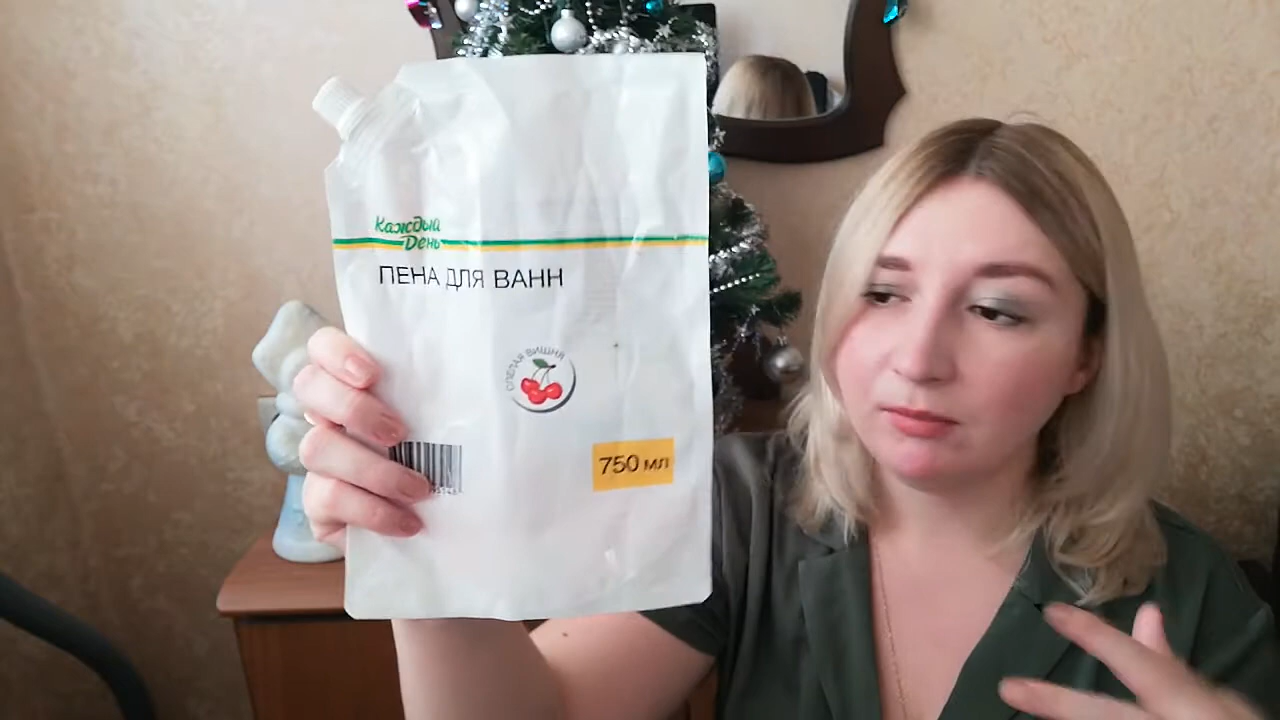 Каждый
День
ПЕНА ДЛЯ ВАНН
СПЕЛАЯ ВИШНЯ
750 мл